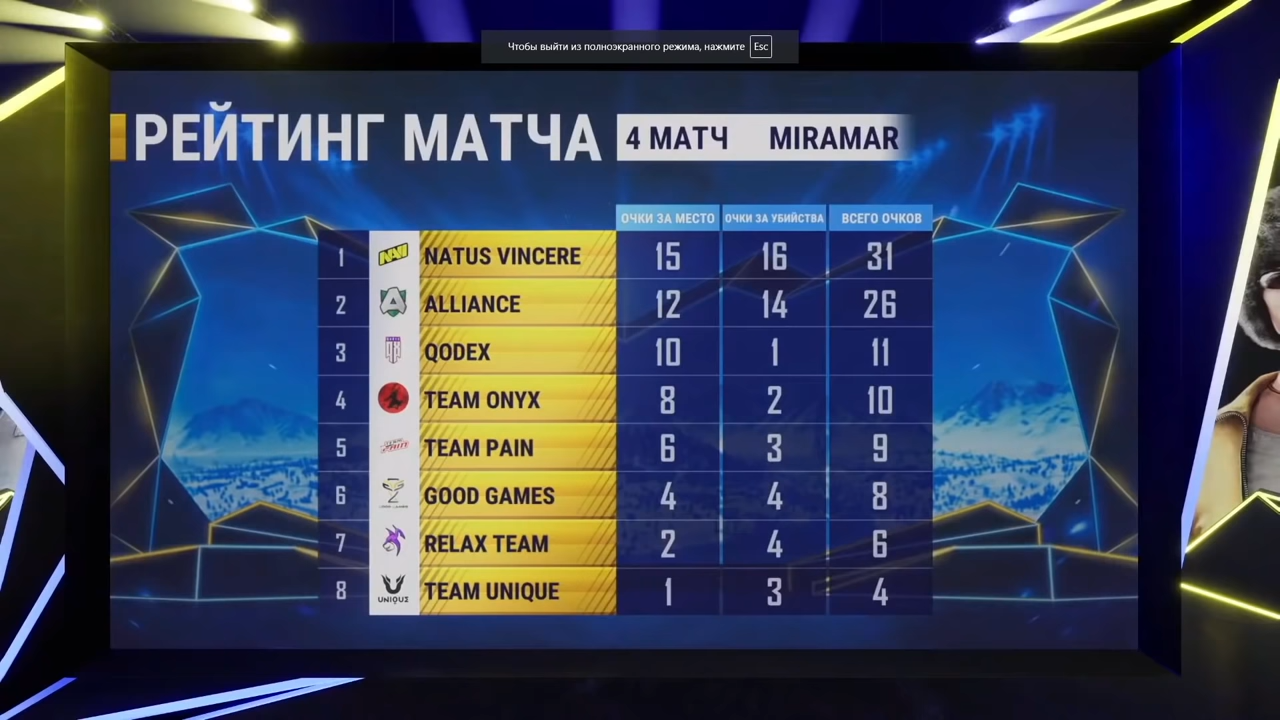 Чтобы выйти из полноэкранного режима, нажмите Esc
РЕЙТИНГ МАТЧА 4 МАТЧ MIRAMAR
ОЧКИ ЗА МЕСТО ОЧКИ ЗА УБИЙСТВА ВСЕГО ОЧКОВ
1 NAVI NATUS VINCERE 15 16 31
2 A ALLIANCE 12 14 26
3 QODEX 10 1 11
4 TEAM ONYX 8 2 10
5 TEAM PAIN 6 3 9
6 GOOD GAMES 4 4 8
7 RELAX TEAM 2 4 6
8 UNIQUE TEAM UNIQUE 1 3 4